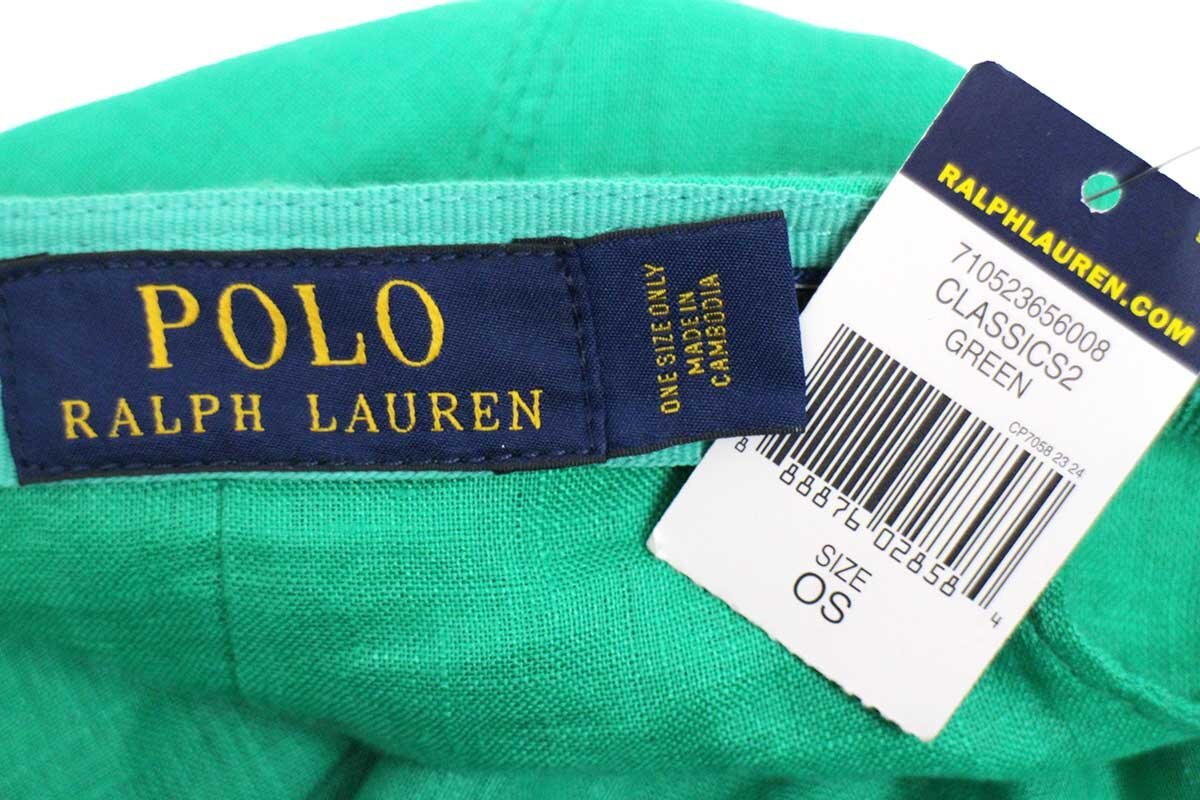 POLO
RALPH LAUREN
ONE SIZE ONLY
MADE IN
CAMBODIA
RALPHLAUREN.COM
710523656008
CLASSICS2
GREEN
CP7058 23 24
8 88876 02858 4
SIZE
OS